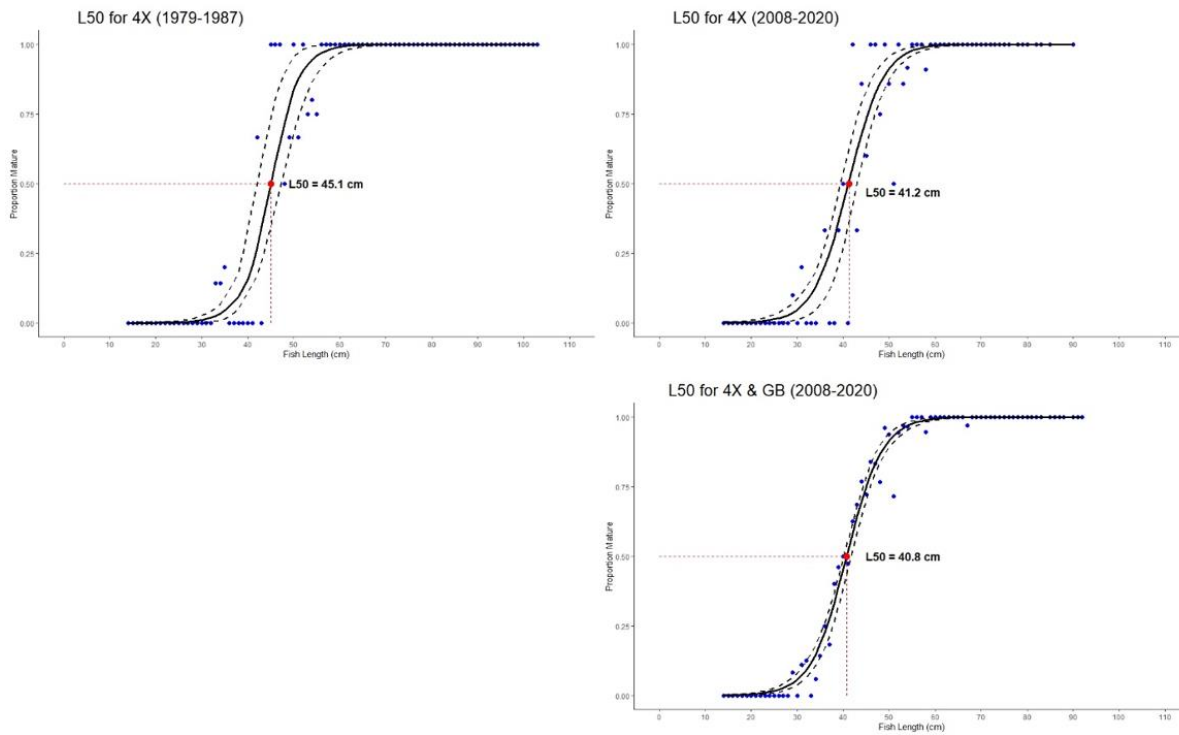 L50 for 4X (1979-1987)
1.00
0.75
0.50
0.25
0.00
Proportion Mature
L50 = 45.1 cm
0 10 20 30 40 50 60 70 80 90 100 110
Fish Length (cm)
L50 for 4X (2008-2020)
1.00
0.75
0.50
0.25
0.00
Proportion Mature
L50 = 41.2 cm
0 10 20 30 40 50 60 70 80 90 100 110
Fish Length (cm)
L50 for 4X & GB (2008-2020)
1.00
0.75
0.50
0.25
0.00
Proportion Mature
L50 = 40.8 cm
0 10 20 30 40 50 60 70 80 90 100 110
Fish Length (cm)